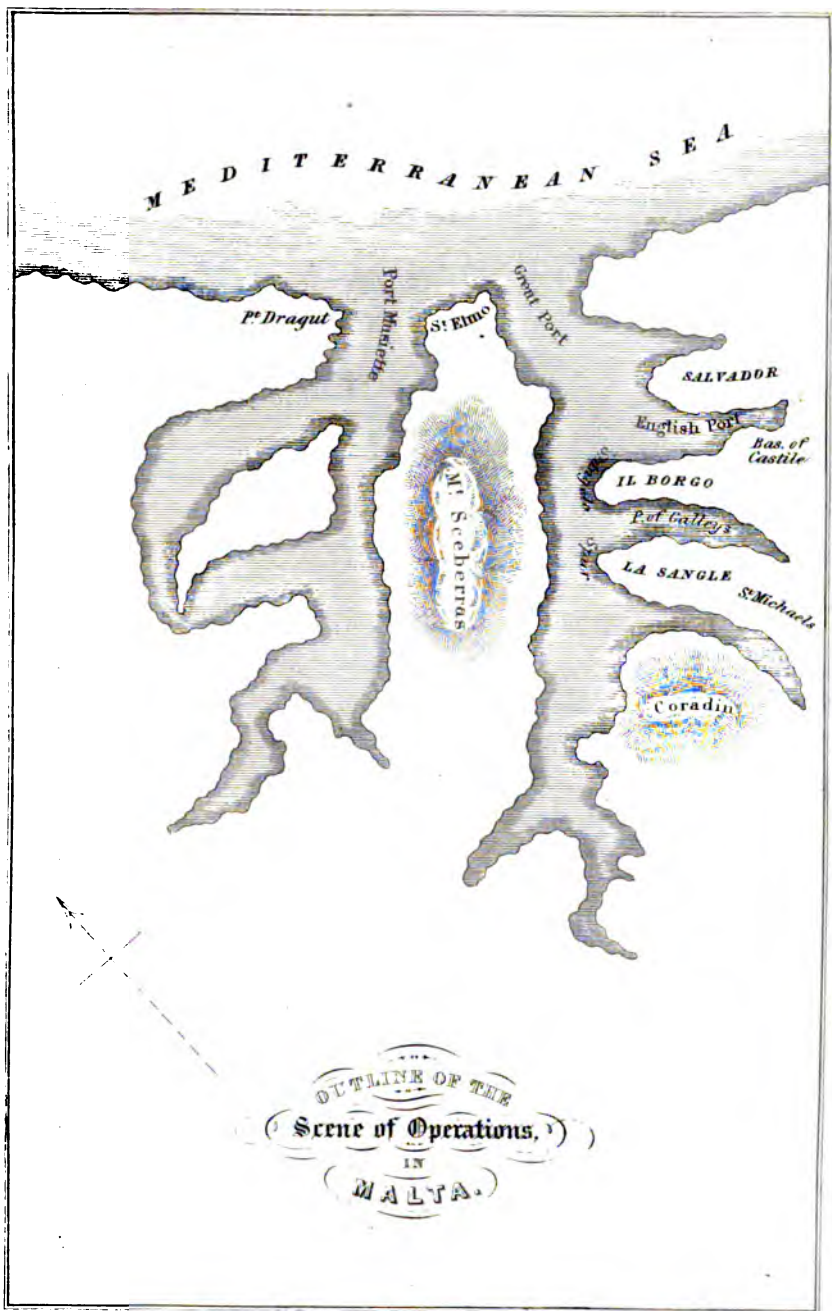 MEDITERRANEAN SEA
Pt. Dragut
Port Musiette
St. Elmo
Great Port
SALVADOR
English Port
Bas. of
Castile
IL BORGO
P. of Galleys
Spur
LA SANGLE
St. Michaels
Mt. Sceberras
Coradin
OUTLINE OF THE
Scene of Operations,
IN
MALTA.